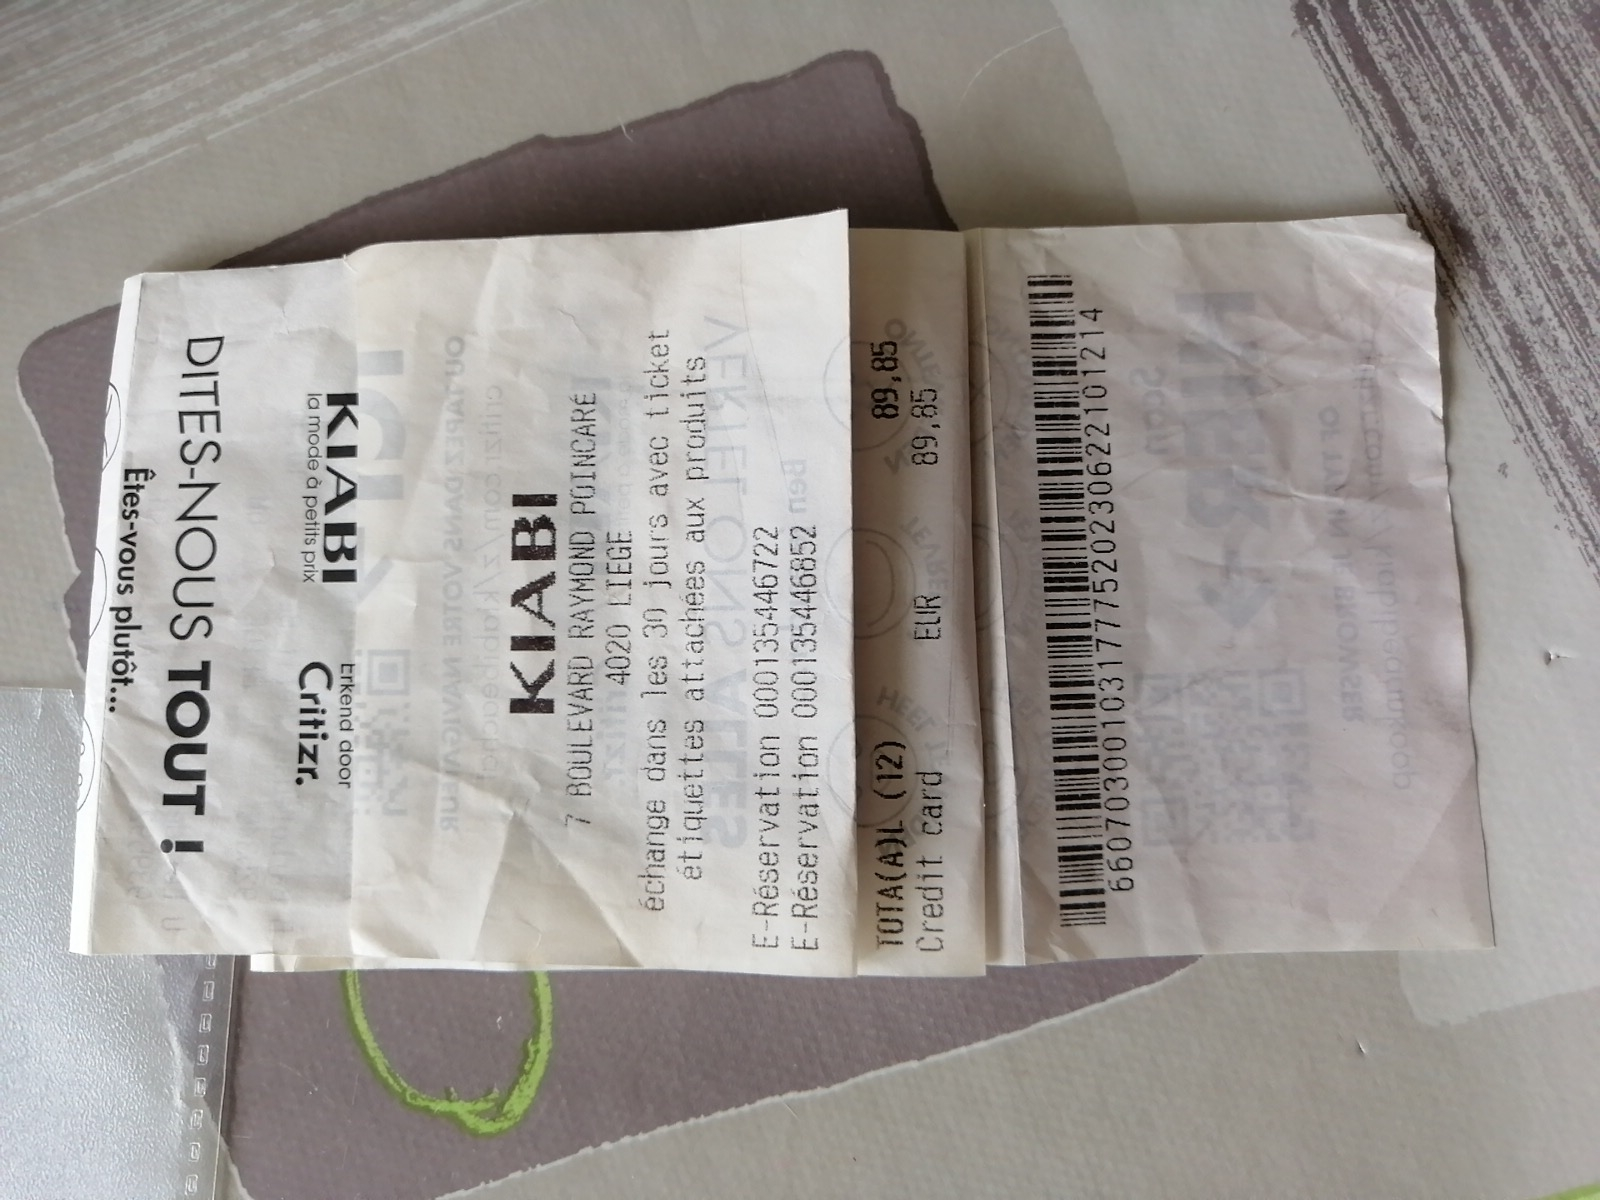 Êtes-vous plutôt...
DITES-NOUS TOUT !
KIABI
la mode à petits prix
Erkend door
Critizr.
KIABI
7 BOULEVARD RAYMOND POINCARÉ
4020 LIEGE
échange dans les 30 jours avec ticket
étiquettes attachées aux produits
E-Réservation 000135446722
E-Réservation 000135446852
TOTA(A)L (12) 89,85
Credit card EUR 89,85
6607030010317775202306221012​14